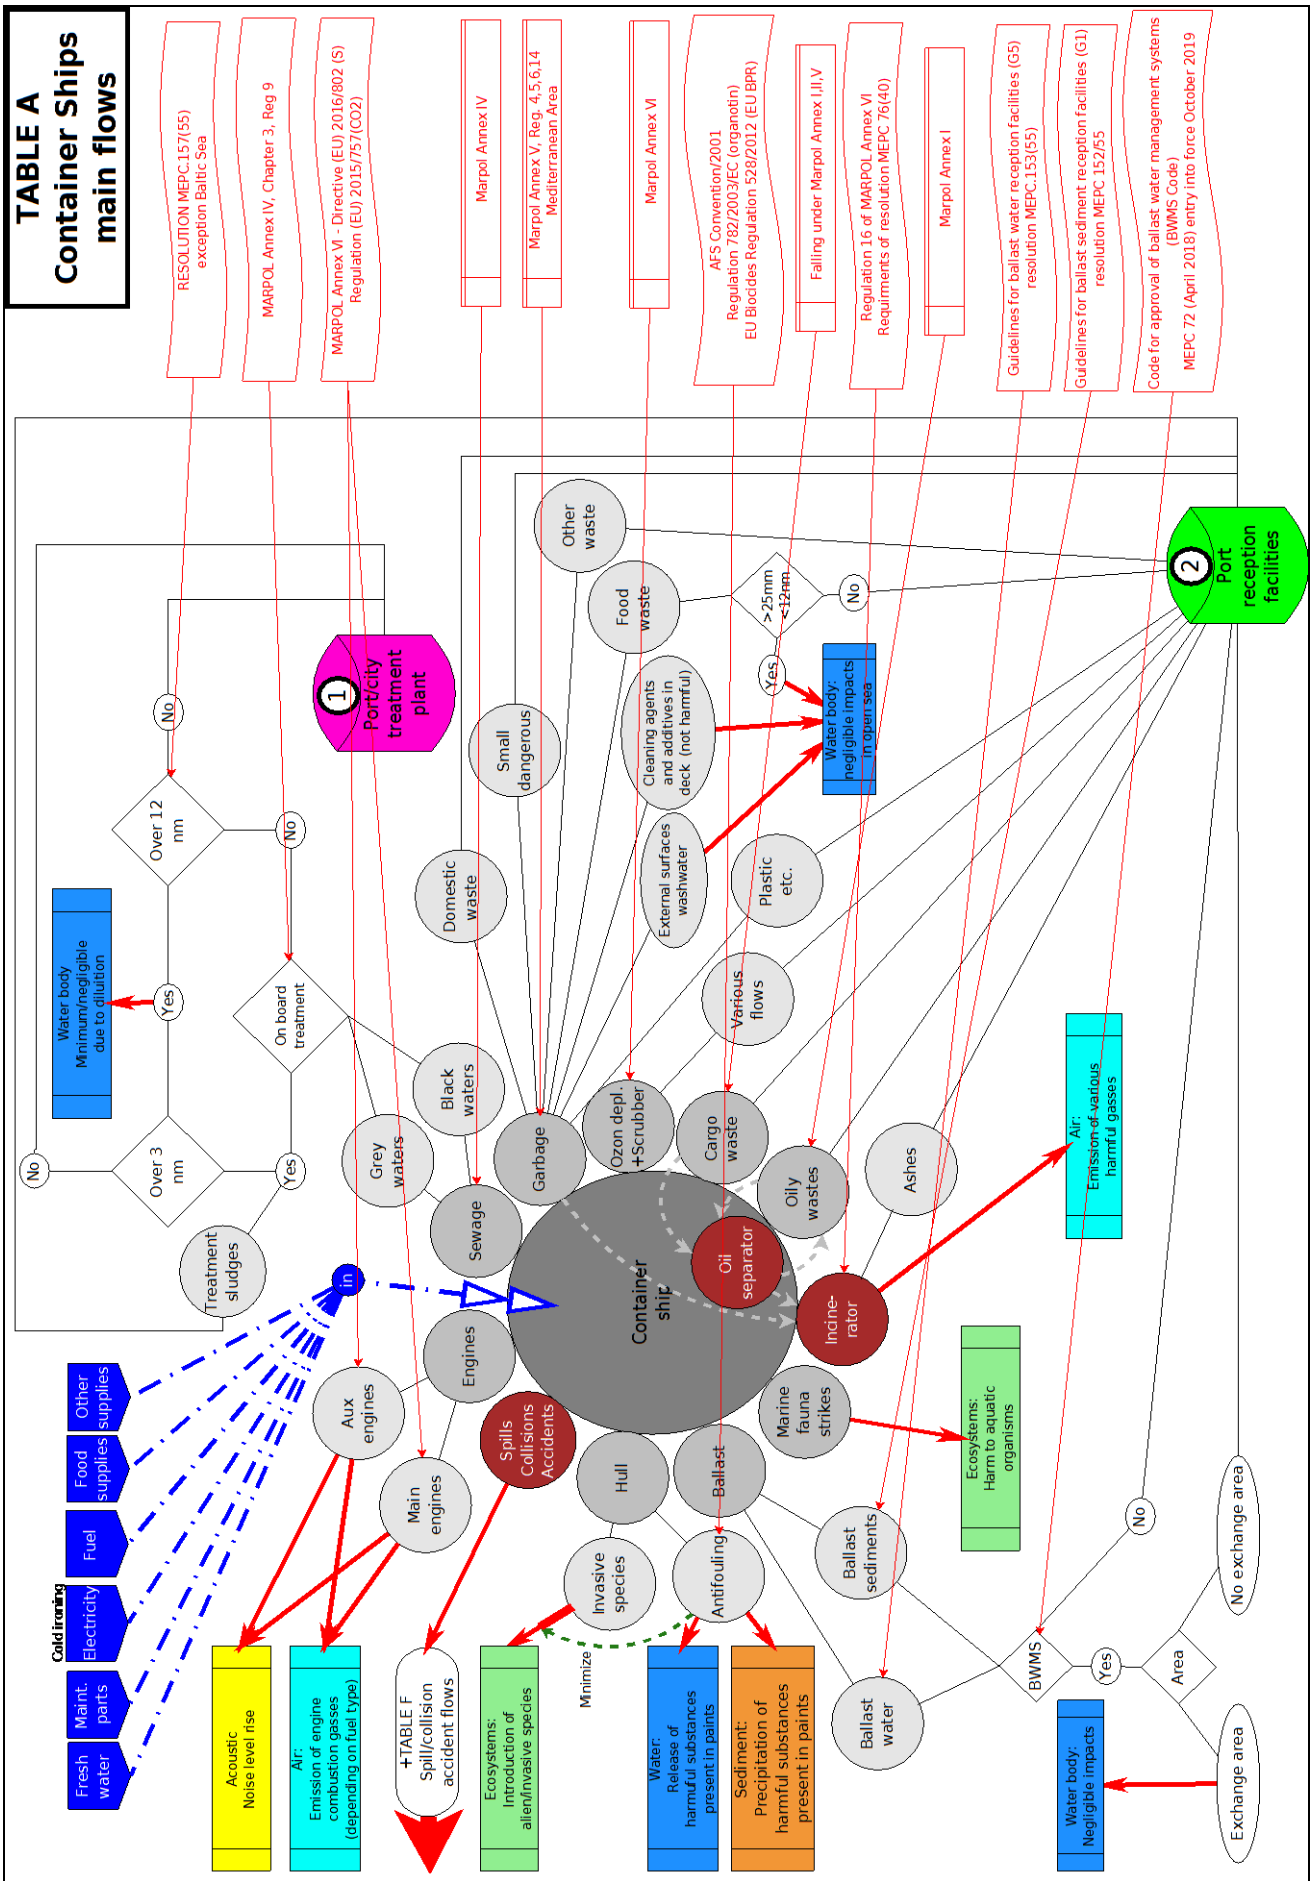 TABLE A
Container Ships
main flows
RESOLUTION MEPC.157(55)
exception Baltic Sea
MARPOL Annex IV, Chapter 3, Reg 9
MARPOL Annex VI - Directive (EU) 2016/802 (S)
Regulation (EU) 2015/757(CO2)
Marpol Annex IV
Marpol Annex V, Reg. 4,5,6,14
Mediterranean Area
Marpol Annex VI
AFS Convention/2001
Regulation 782/2003/EC (organotin)
EU Biocides Regulation 528/2012 (EU BPR)
Falling under Marpol Annex I,II,V
Regulation 16 of MARPOL Annex VI
Requirments of resolution MEPC 76(40)
Marpol Annex I
Guidelines for ballast water reception facilities (G5)
resolution MEPC.153(55)
Guidelines for ballast sediment reception facilities (G1)
resolution MEPC 152/55
Code for approval of ballast water management systems
(BWMS Code)
MEPC 72 (April 2018) entry into force October 2019
No
Over 12
nm
No
Water body
Minimum/negligible
due to diluition
Yes
On board
treatment
No
Over 3
nm
Yes
Treatment
sludges
1
Port/city
treatment
plant
Grey
waters
Black
waters
Sewage
Domestic
waste
Small
dangerous
Other
waste
Food
waste
>25mm
<12nm
No
Yes
Cleaning agents
and additives in
deck (not harmful)
External surfaces
washwater
Water body:
negligible impacts
in open sea
Plastic
etc.
Various
flows
2
Port
reception
facilities
Garbage
Ozon depl.
+Scrubber
Cargo
waste
Oily
wastes
Ashes
Oil
separator
Incine-
rator
Air:
Emission of various
harmful gasses
Container
ship
in
Other
supplies
Food
supplies
Fuel
Cold ironing
Electricity
Maint.
parts
Fresh
water
Engines
Aux
engines
Main
engines
Spills
Collisions
Accidents
Hull
Ballast
Marine
fauna
strikes
Ecosystems:
Harm to aquatic
organisms
Invasive
species
Antifouling
Ballast
sediments
Ballast
water
Minimize
Acoustic
Noise level rise
Air:
Emission of engine
combustion gasses
(depending on fuel type)
+TABLE F
Spill/collision
accident flows
Ecosystems:
Introduction of
alien/invasive species
Water:
Release of
harmuful substances
present in paints
Sediment:
Precipitation of
harmful substances
present in paints
BWMS
No
Yes
Area
No exchange area
Exchange area
Water body:
Negligible impacts